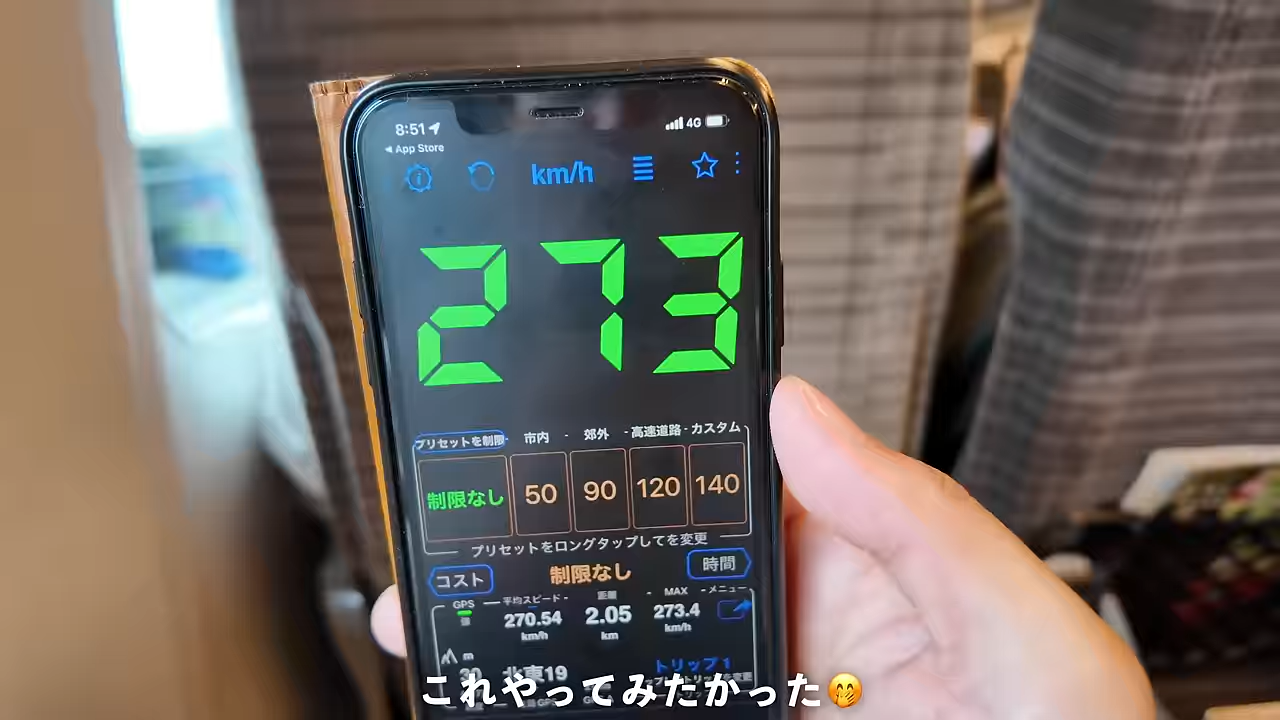 8:51 4G
◀ App Store
km/h
273
プリセットを制限 - 市内 - 郊外 - 高速道路 - カスタム
制限なし 50 90 120 140
プリセットをロングタップしてを変更
コスト 制限なし 時間
GPS 平均スピード - 距離 - MAX - メニュー
強 270.54 2.05 273.4
km/h km km/h
m
北東19 トリップ 1
これやってみたかった🤭